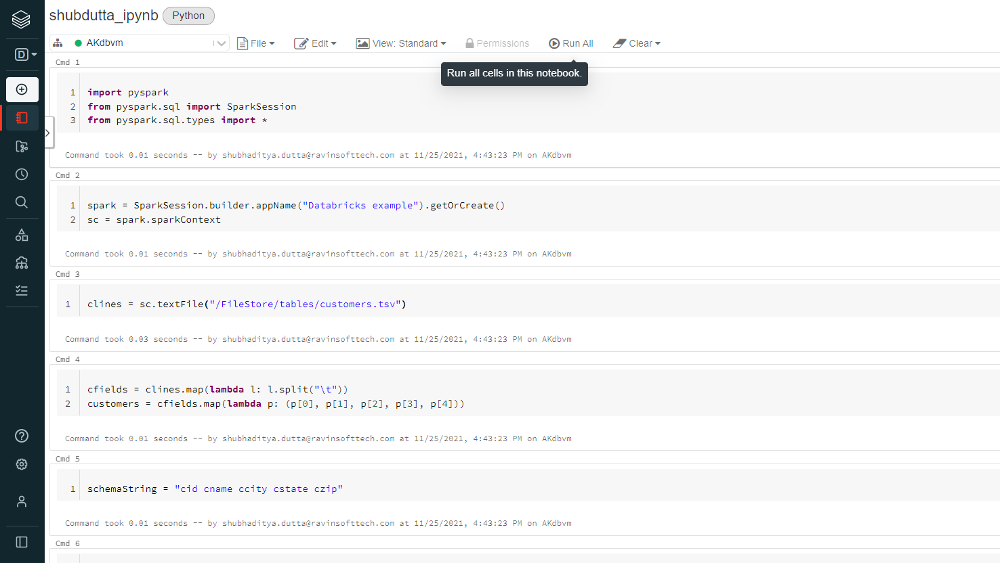 shubdutta_ipynb Python
D AKdbvm File Edit View: Standard Permissions Run All Clear
Run all cells in this notebook.
Cmd 1
1 import pyspark
2 from pyspark.sql import SparkSession
3 from pyspark.sql.types import *
Command took 0.01 seconds -- by shubhaditya.dutta@ravinsofttech.com at 11/25/2021, 4:43:23 PM on AKdbvm
Cmd 2
1 spark = SparkSession.builder.appName("Databricks example").getOrCreate()
2 sc = spark.sparkContext
Command took 0.01 seconds -- by shubhaditya.dutta@ravinsofttech.com at 11/25/2021, 4:43:23 PM on AKdbvm
Cmd 3
1 clines = sc.textFile("/FileStore/tables/customers.tsv")
Command took 0.03 seconds -- by shubhaditya.dutta@ravinsofttech.com at 11/25/2021, 4:43:23 PM on AKdbvm
Cmd 4
1 cfields = clines.map(lambda l: l.split("\t"))
2 customers = cfields.map(lambda p: (p[0], p[1], p[2], p[3], p[4]))
Command took 0.01 seconds -- by shubhaditya.dutta@ravinsofttech.com at 11/25/2021, 4:43:23 PM on AKdbvm
Cmd 5
1 schemaString = "cid cname ccity cstate czip"
Command took 0.01 seconds -- by shubhaditya.dutta@ravinsofttech.com at 11/25/2021, 4:43:23 PM on AKdbvm
Cmd 6